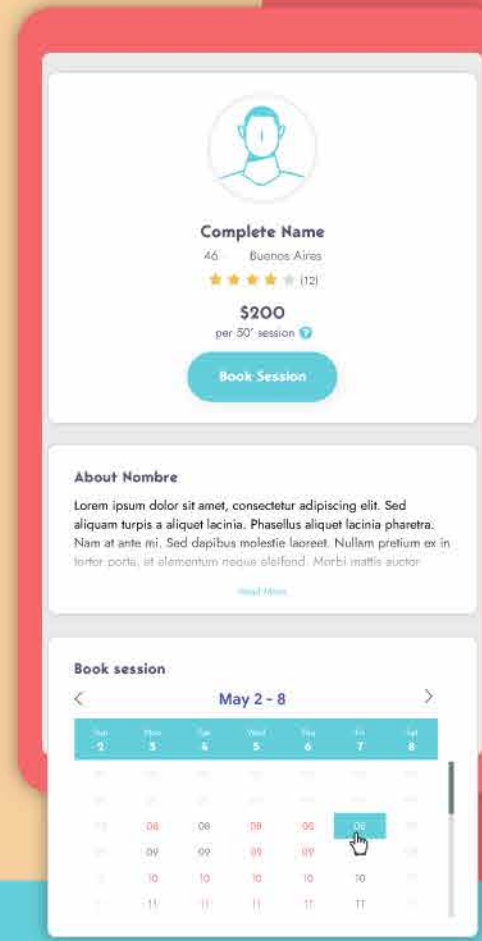 Complete Name
46 Buenos Aires
(12)
$200
per 50' session ?
Book Session
About Nombre
Lorem ipsum dolor sit amet, consectetur adipiscing elit. Sed
aliquam turpis a aliquet lacinia. Phasellus aliquet lacinia pharetra.
Nam at ante mi. Sed dapibus molestie laoreet. Nullam pretium ex in
tortor porta, at elementum neque eleifend. Morbi mattis auctor
Read More
Book session
May 2 - 8
Sun Mon Tue Wed Thu Fri Sat
2 3 4 5 6 7 8
08 08 08 08 08
09 09 09 09
10 10 10 10 10
11 11 11 11 11